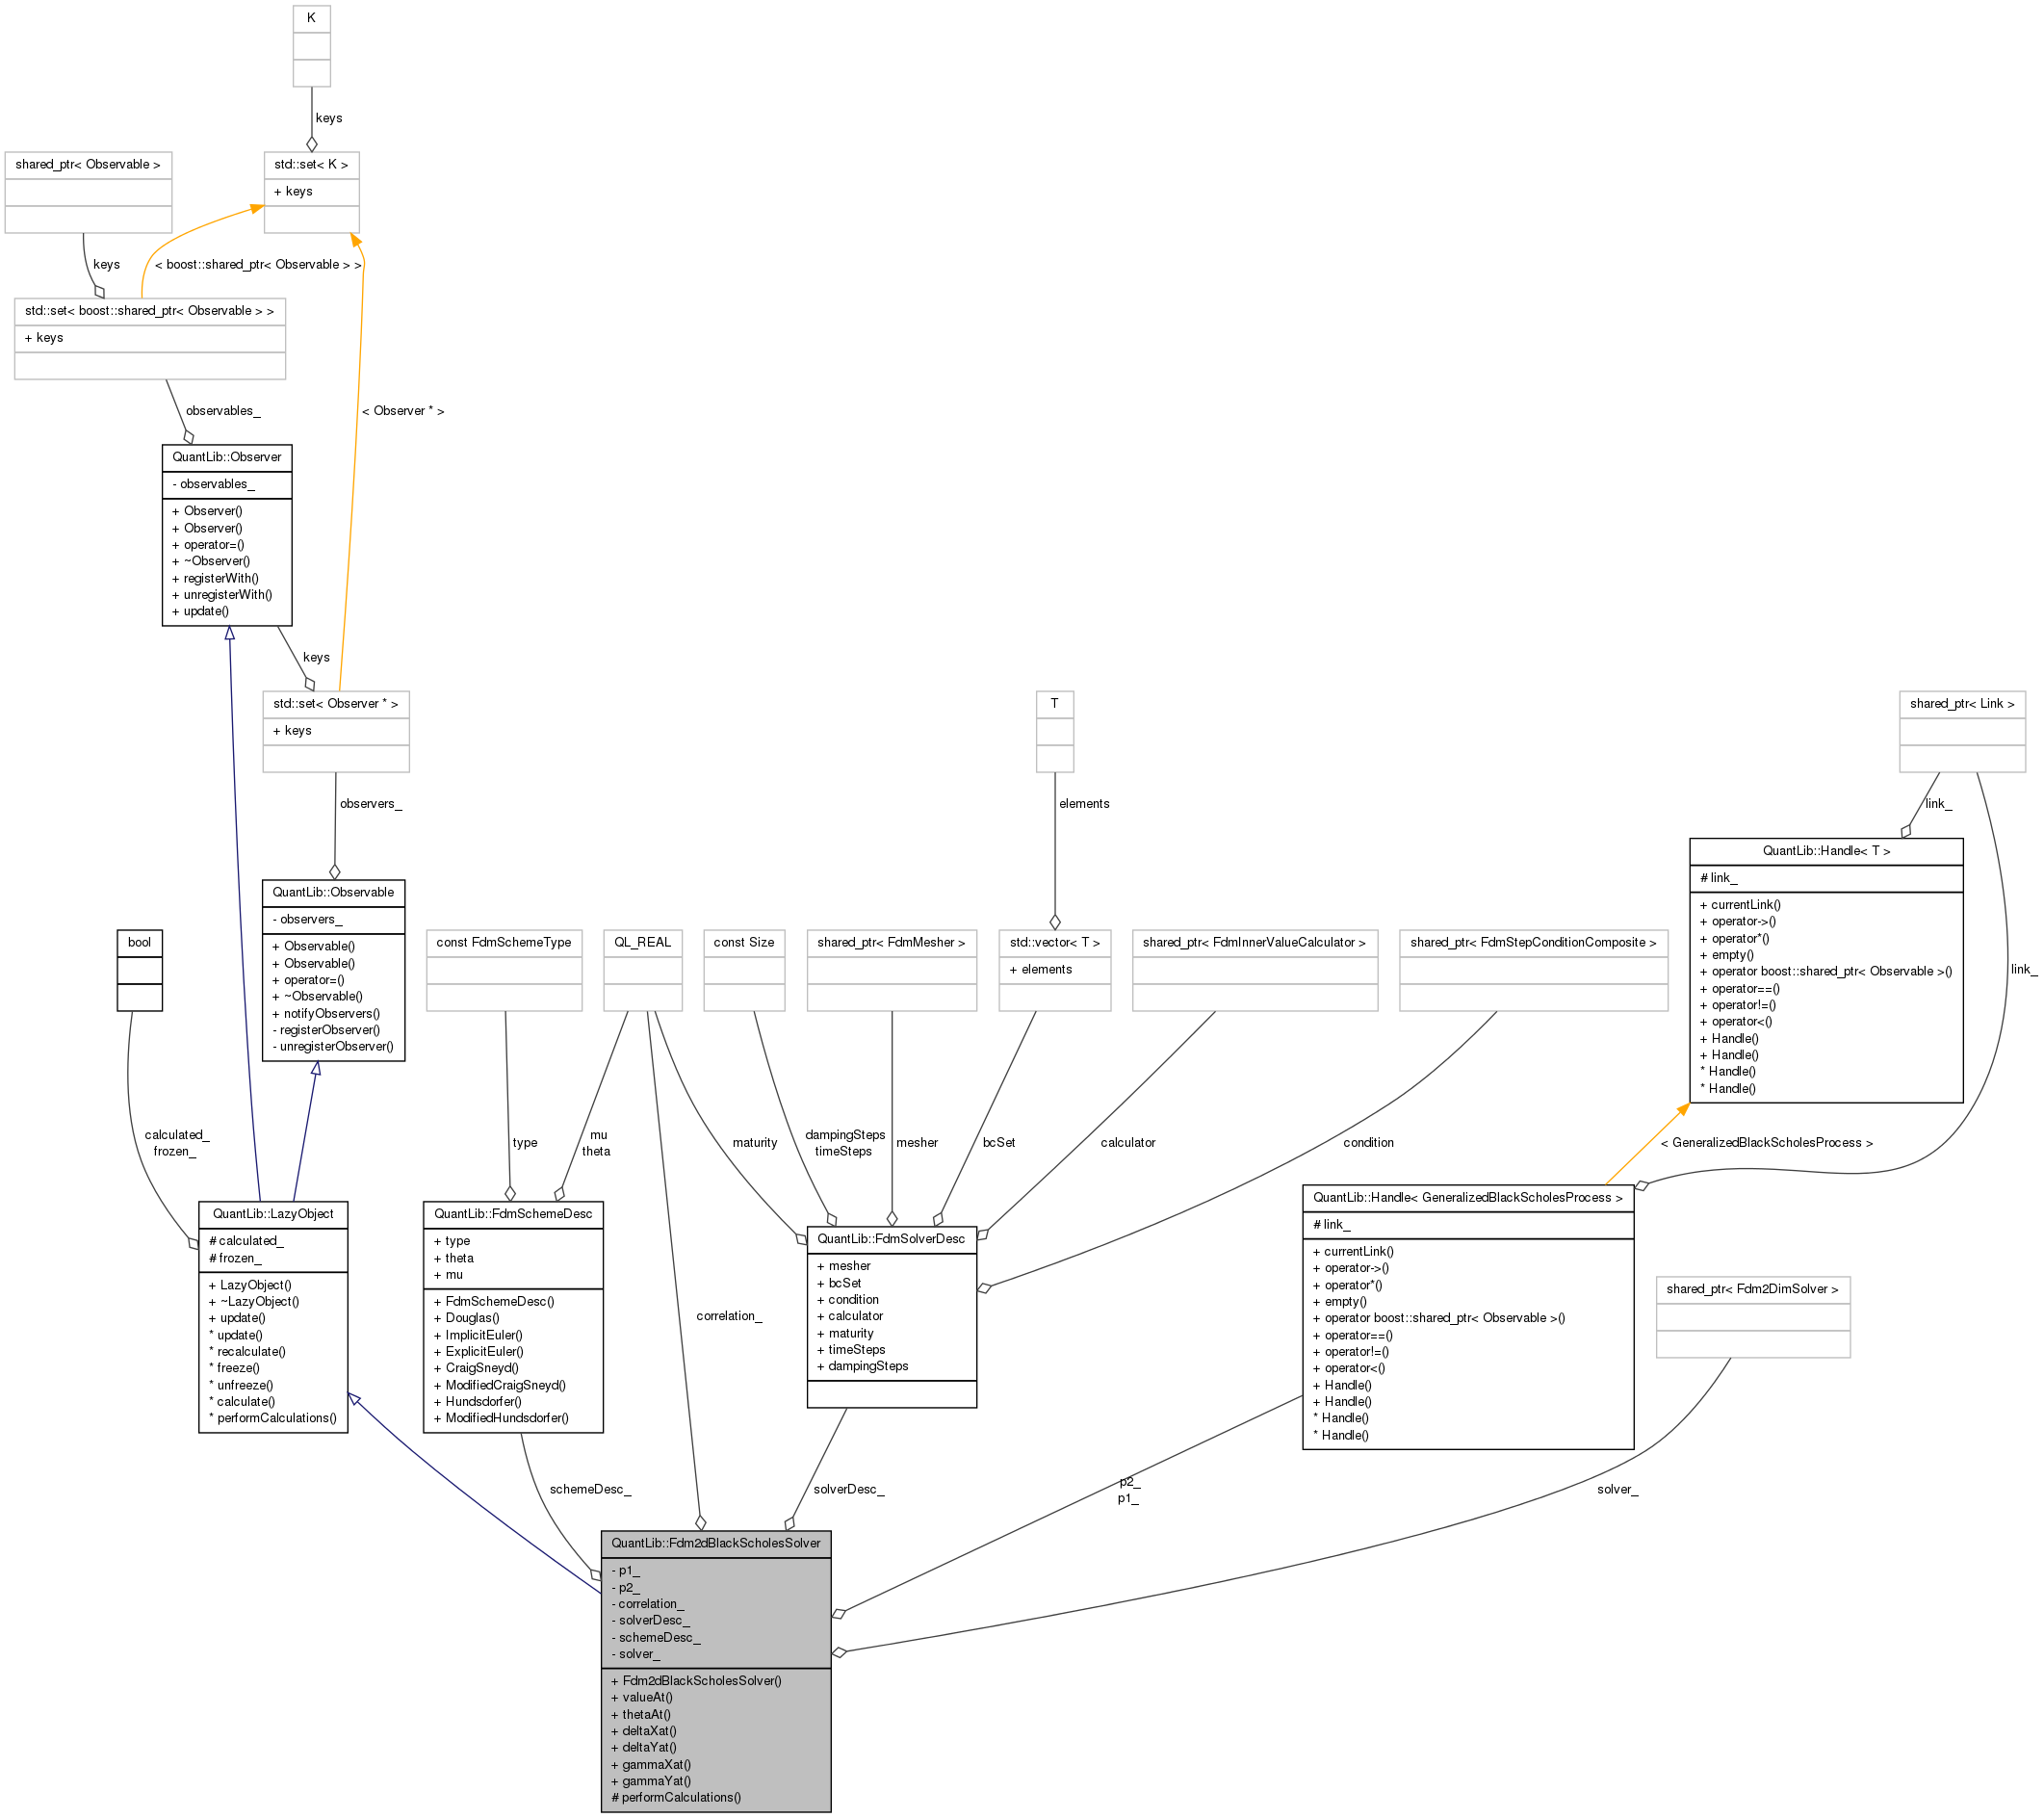 K
keys
shared_ptr< Observable >
std::set< K >
+ keys
keys
< boost::shared_ptr< Observable > >
std::set< boost::shared_ptr< Observable > >
+ keys
observables_
< Observer * >
QuantLib::Observer
- observables_
+ Observer()
+ Observer()
+ operator=()
+ ~Observer()
+ registerWith()
+ unregisterWith()
+ update()
keys
std::set< Observer * >
+ keys
T
shared_ptr< Link >
observers_
elements
link_
QuantLib::Handle< T >
# link_
+ currentLink()
+ operator->()
+ operator*()
+ empty()
+ operator boost::shared_ptr< Observable >()
+ operator==()
+ operator!=()
+ operator<()
+ Handle()
+ Handle()
* Handle()
* Handle()
link_
QuantLib::Observable
- observers_
+ Observable()
+ Observable()
+ operator=()
+ ~Observable()
+ notifyObservers()
- registerObserver()
- unregisterObserver()
bool
const FdmSchemeType
QL_REAL
const Size
shared_ptr< FdmMesher >
std::vector< T >
+ elements
shared_ptr< FdmInnerValueCalculator >
shared_ptr< FdmStepConditionComposite >
calculated_
frozen_
type
mu
theta
maturity
dampingSteps
timeSteps
mesher
bcSet
calculator
condition
< GeneralizedBlackScholesProcess >
QuantLib::LazyObject
# calculated_
# frozen_
+ LazyObject()
+ ~LazyObject()
+ update()
* update()
* recalculate()
* freeze()
* unfreeze()
* calculate()
* performCalculations()
QuantLib::FdmSchemeDesc
+ type
+ theta
+ mu
+ FdmSchemeDesc()
+ Douglas()
+ ImplicitEuler()
+ ExplicitEuler()
+ CraigSneyd()
+ ModifiedCraigSneyd()
+ Hundsdorfer()
+ ModifiedHundsdorfer()
correlation_
QuantLib::FdmSolverDesc
+ mesher
+ bcSet
+ condition
+ calculator
+ maturity
+ timeSteps
+ dampingSteps
QuantLib::Handle< GeneralizedBlackScholesProcess >
# link_
+ currentLink()
+ operator->()
+ operator*()
+ empty()
+ operator boost::shared_ptr< Observable >()
+ operator==()
+ operator!=()
+ operator<()
+ Handle()
+ Handle()
* Handle()
* Handle()
shared_ptr< Fdm2DimSolver >
schemeDesc_
solverDesc_
p2_
p1_
solver_
QuantLib::Fdm2dBlackScholesSolver
- p1_
- p2_
- correlation_
- solverDesc_
- schemeDesc_
- solver_
+ Fdm2dBlackScholesSolver()
+ valueAt()
+ thetaAt()
+ deltaXat()
+ deltaYat()
+ gammaXat()
+ gammaYat()
# performCalculations()